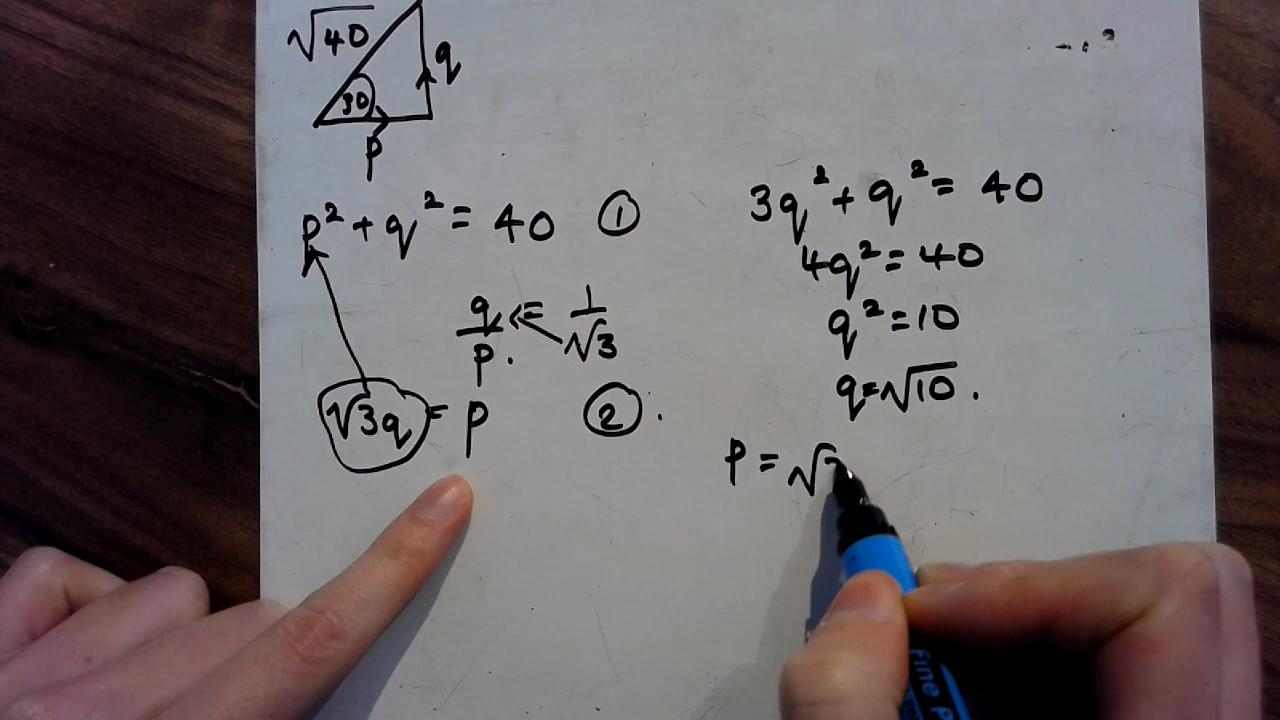 √40
q
30
p
p² + q² = 40 ①
q/p = 1/√3
√3q = p ②.
3q² + q² = 40
4q² = 40
q² = 10
q = √10.
P = √
Fine P